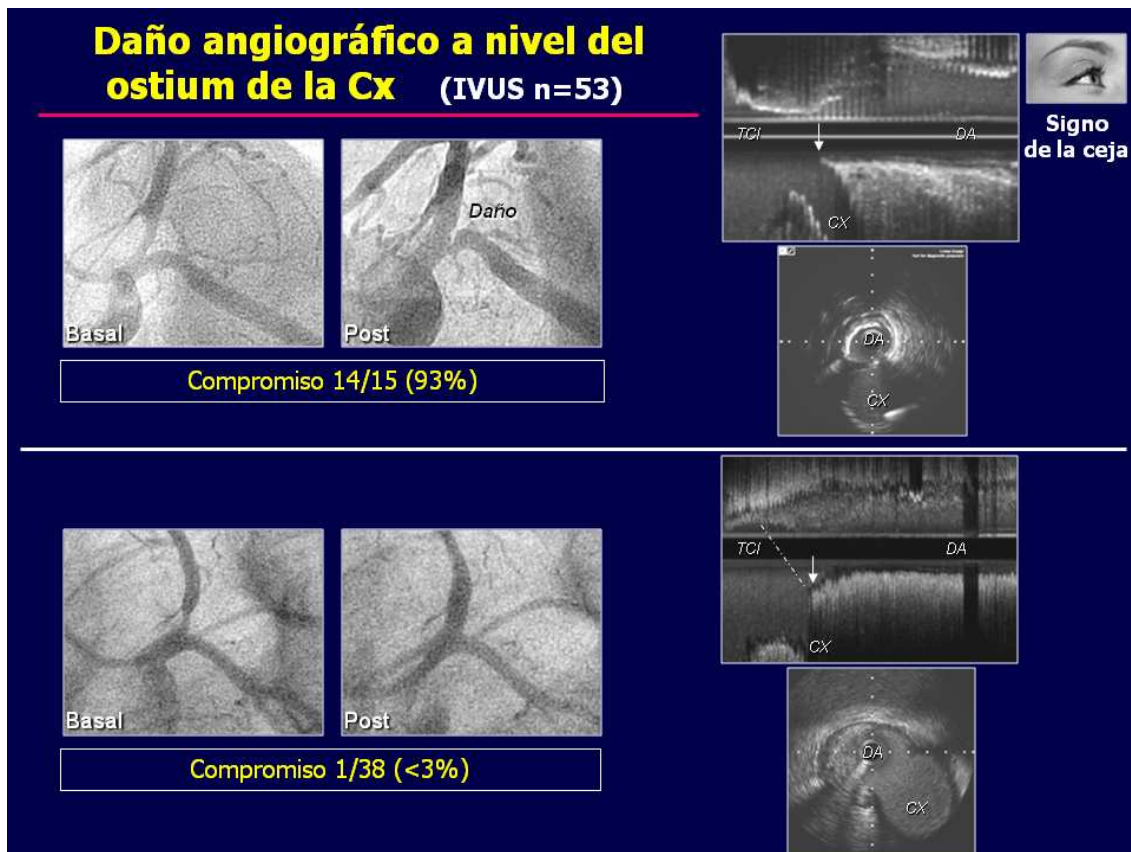 Daño angiográfico a nivel del
ostium de la Cx (IVUS n=53)
TCI
DA
CX
Signo
de la ceja
Daño
Basal
Post
DA
CX
Compromiso 14/15 (93%)
TCI
DA
CX
Basal
Post
DA
CX
Compromiso 1/38 (<3%)